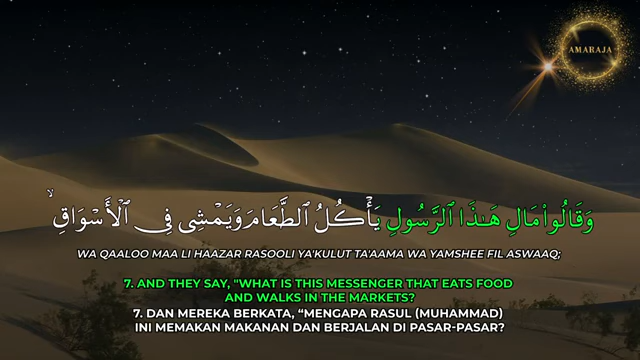 AMARAJA
وَقَالُوا۟ مَالِ هَـٰذَا ٱلرَّسُولِ يَأْكُلُ ٱلطَّعَامَ وَيَمْشِى فِى ٱلْأَسْوَاقِ ۙ
WA QAALOO MAA LI HAAZAR RASOOLI YA'KULUT TA'AAMA WA YAMSHEE FIL ASWAAQ;
7. AND THEY SAY, "WHAT IS THIS MESSENGER THAT EATS FOOD
AND WALKS IN THE MARKETS?
7. DAN MEREKA BERKATA, “MENGAPA RASUL (MUHAMMAD)
INI MEMAKAN MAKANAN DAN BERJALAN DI PASAR-PASAR?